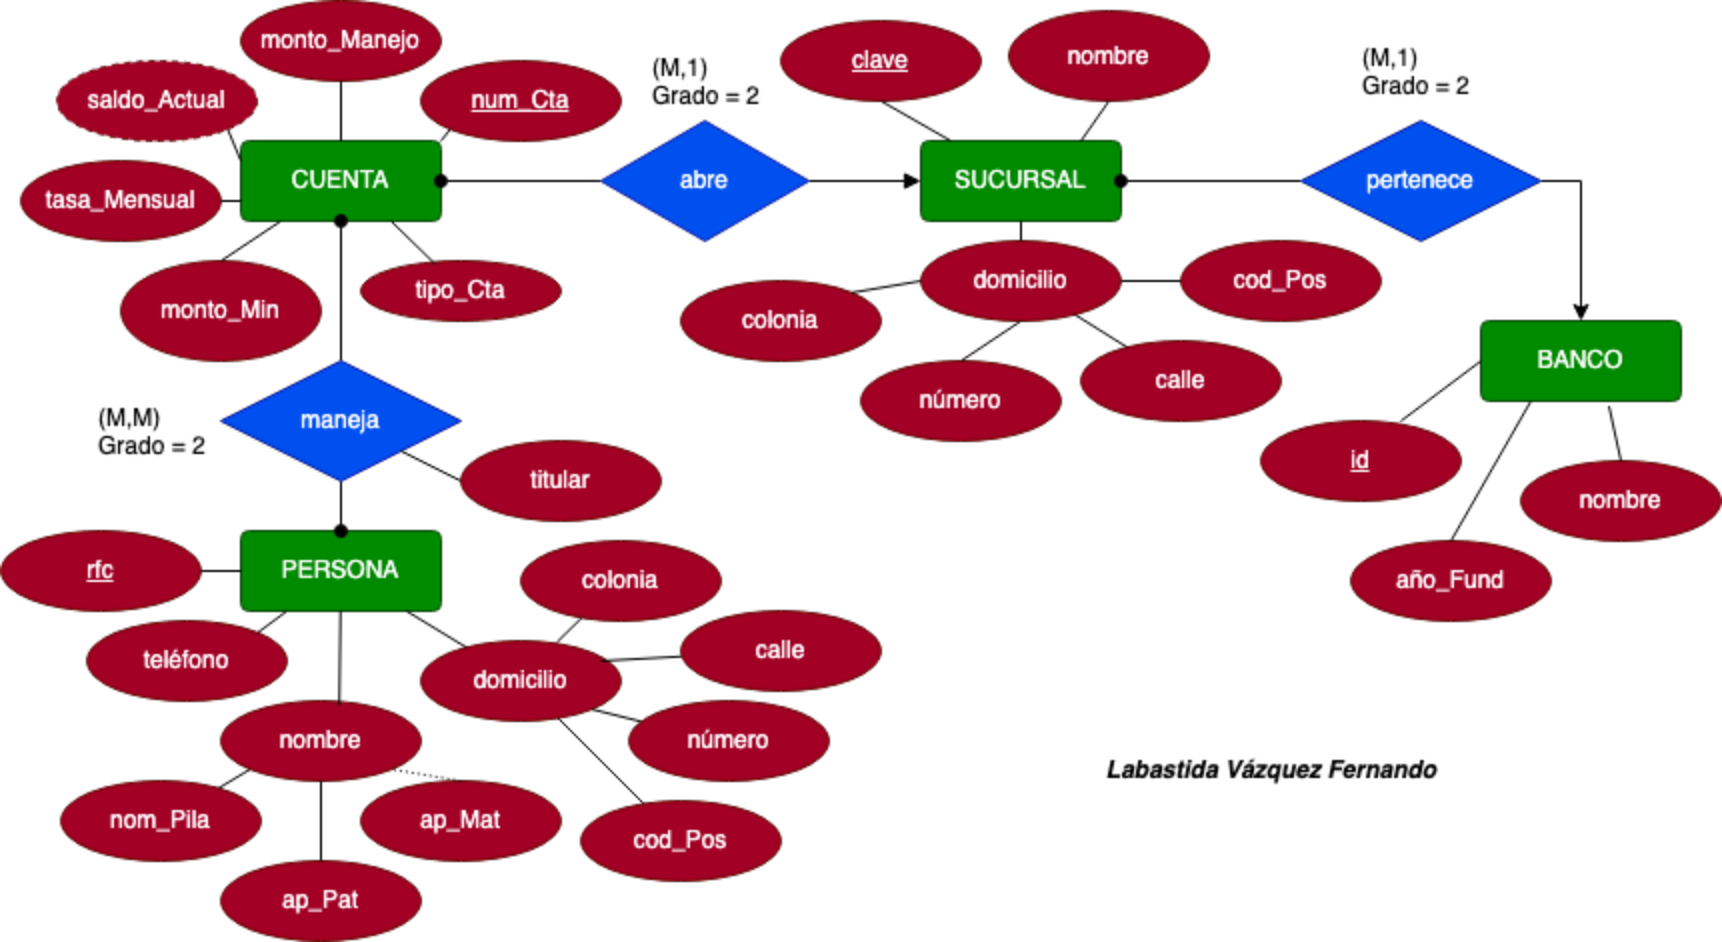 monto_Manejo
saldo_Actual
num_Cta
tasa_Mensual
CUENTA
monto_Min
tipo_Cta
(M,1)
Grado = 2
abre
clave
nombre
SUCURSAL
domicilio
colonia
cod_Pos
número
calle
(M,1)
Grado = 2
pertenece
BANCO
id
nombre
año_Fund
(M,M)
Grado = 2
maneja
titular
PERSONA
rfc
teléfono
nombre
nom_Pila
ap_Mat
ap_Pat
domicilio
colonia
calle
número
cod_Pos
Labastida Vázquez Fernando